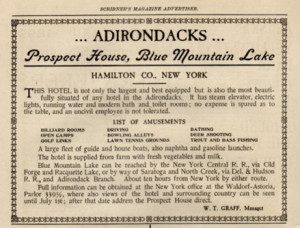 SCRIBNER'S MAGAZINE ADVERTISER.
... ADIRONDACKS ...
Prospect House, Blue Mountain Lake
HAMILTON CO., NEW YORK
THIS HOTEL is not only the largest and best equipped but is also the most beauti-
fully situated of any hotel in the Adirondacks. It has steam elevator, electric
lights, running water and modern bath and toilet rooms; no expense is spared as
to the table, and an uncivil employee is not tolerated.
LIST OF AMUSEMENTS
BILLIARD ROOMS DRIVING BATHING
OPEN CAMPS BOWLING ALLEYS DEER SHOOTING
GOLF LINKS LAWN TENNIS GROUNDS TROUT AND BASS FISHING
A large fleet of guide and house boats, also naphtha and gasoline launches.
The hotel is supplied from farms with fresh vegetables and milk.
Blue Mountain Lake can be reached by the New York Central R. R., via Old
Forge and Racquette Lake, or by way of Saratoga and North Creek, via Del. & Hudson
R. R., and Adirondack Branch. About ten hours from New York by either route.
Full information can be obtained at the New York office at the Waldorf-Astoria,
Parlor where also views of the hotel and surrounding country can be seen
until July 1st; after that date address the Prospect House direct.
W. T. GRAFF, Manager